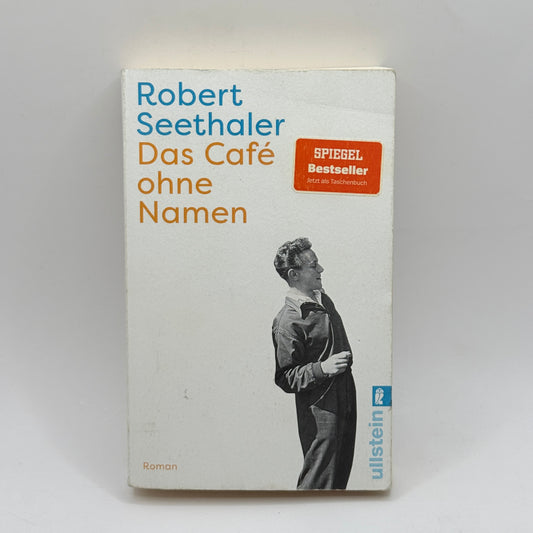 Robert
Seethaler
Das Café
ohne
Namen
SPIEGEL
Bestseller
Jetzt als Taschenbuch
Roman
ullstein